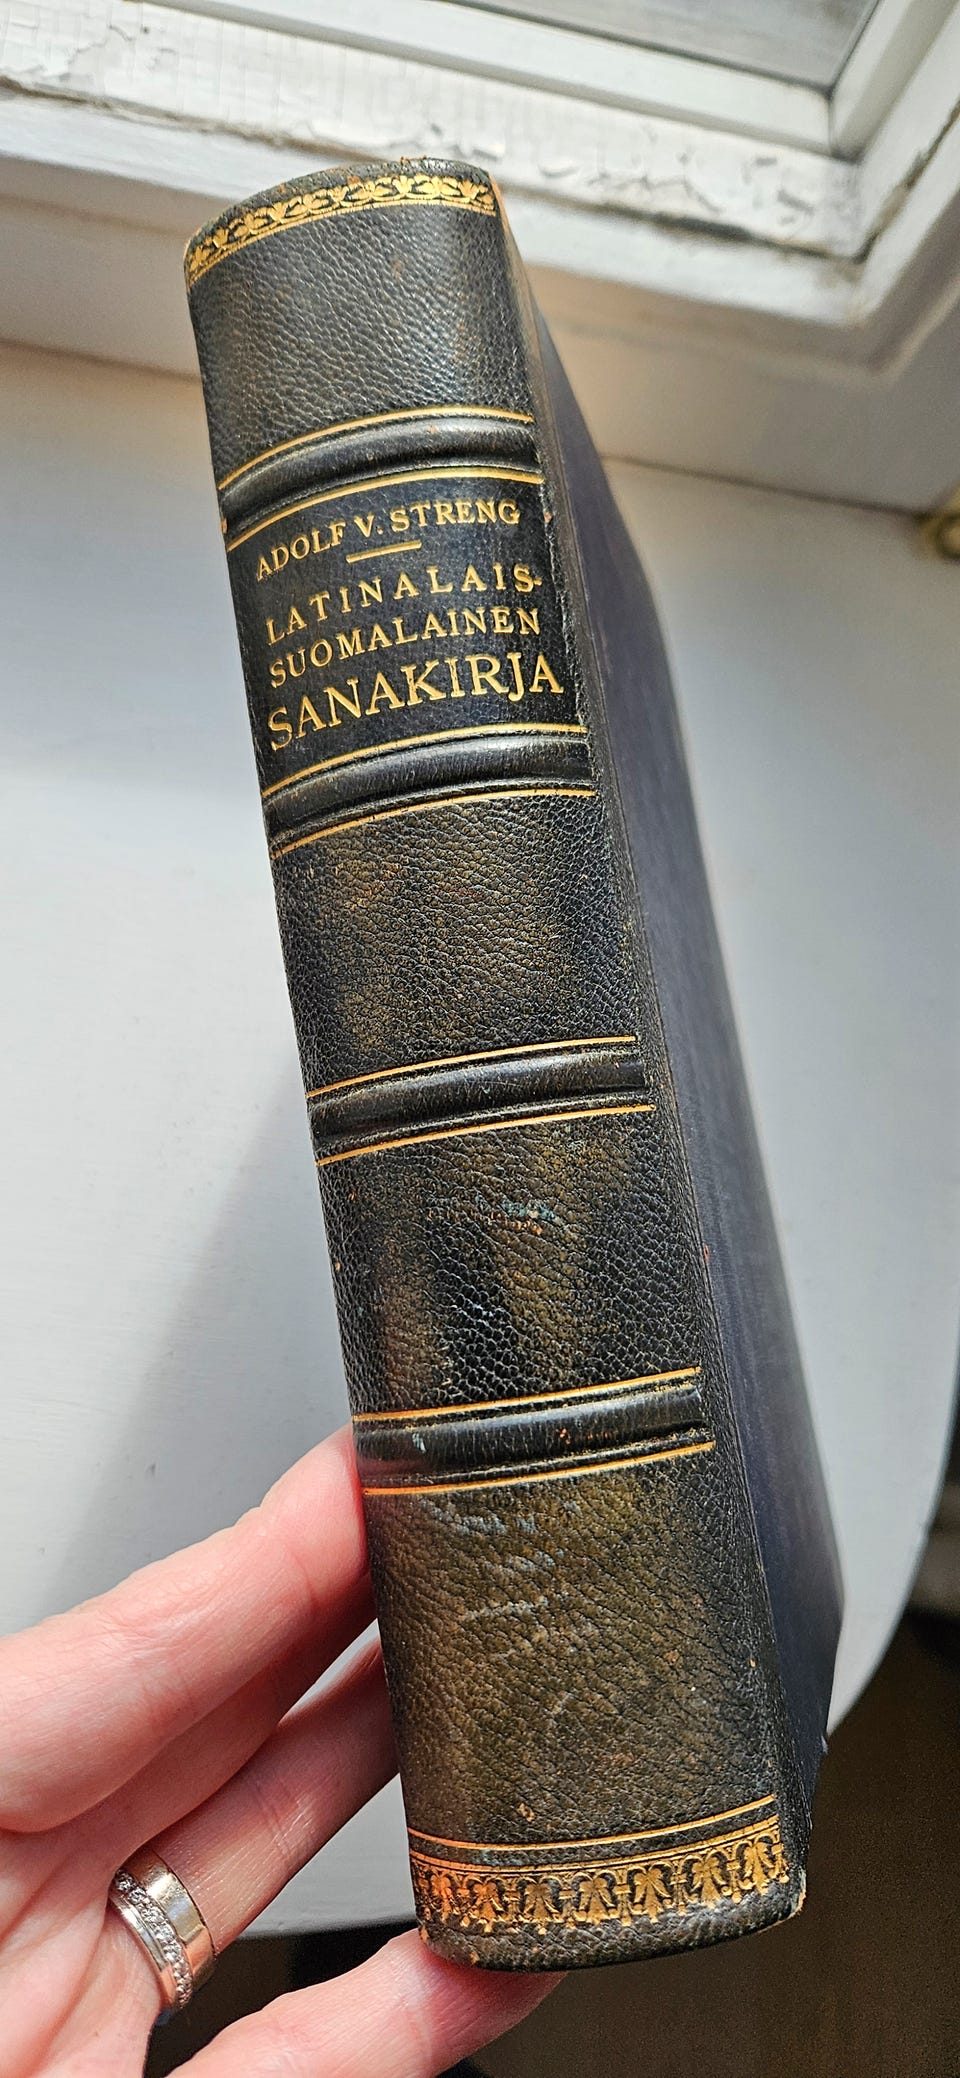 ADOLF V. STRENG
LATINALAIS-
SUOMALAINEN
SANAKIRJA